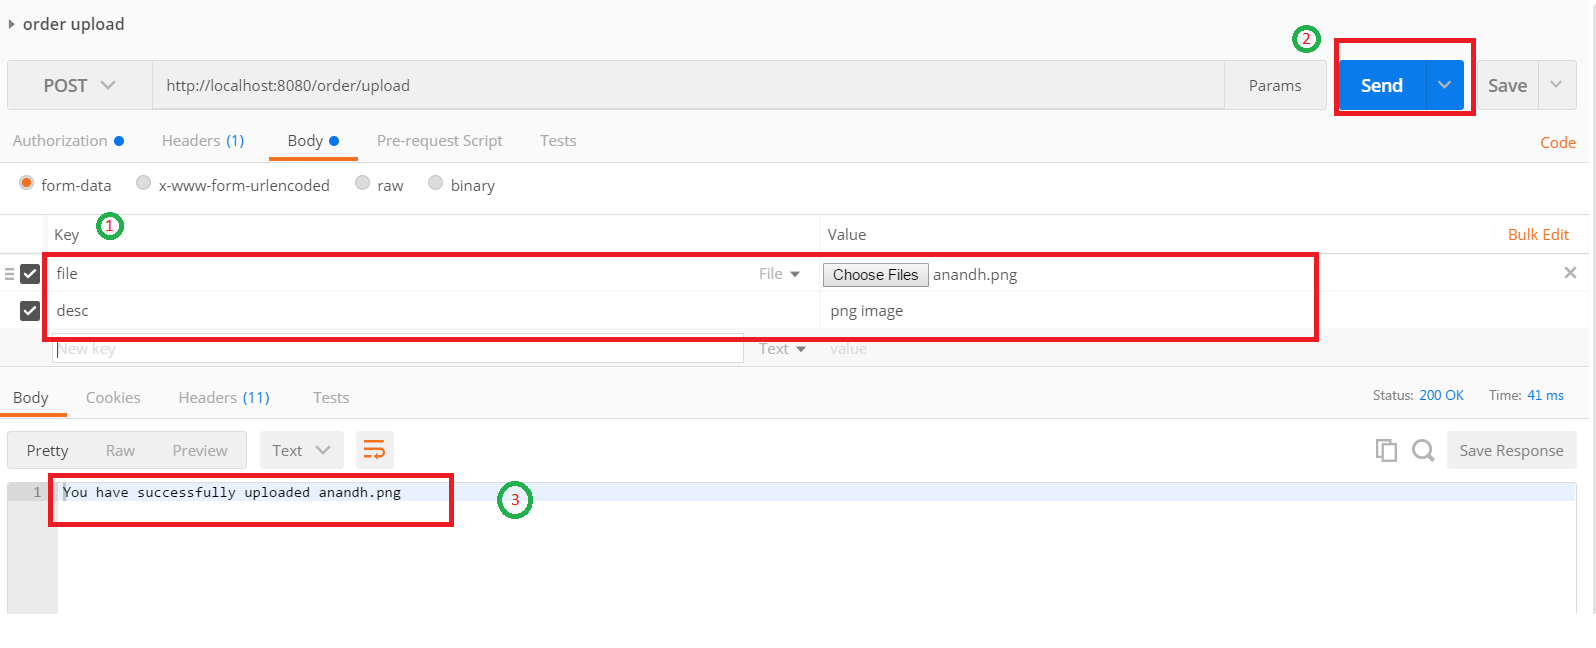 order upload
2
POST http://localhost:8080/order/upload Params Send Save
Authorization Headers (1) Body Pre-request Script Tests Code
form-data x-www-form-urlencoded raw binary
Key 1 Value Bulk Edit
file File Choose Files anandh.png
desc png image
New key Text value
Body Cookies Headers (11) Tests Status: 200 OK Time: 41 ms
Pretty Raw Preview Text Save Response
1 You have successfully uploaded anandh.png
3